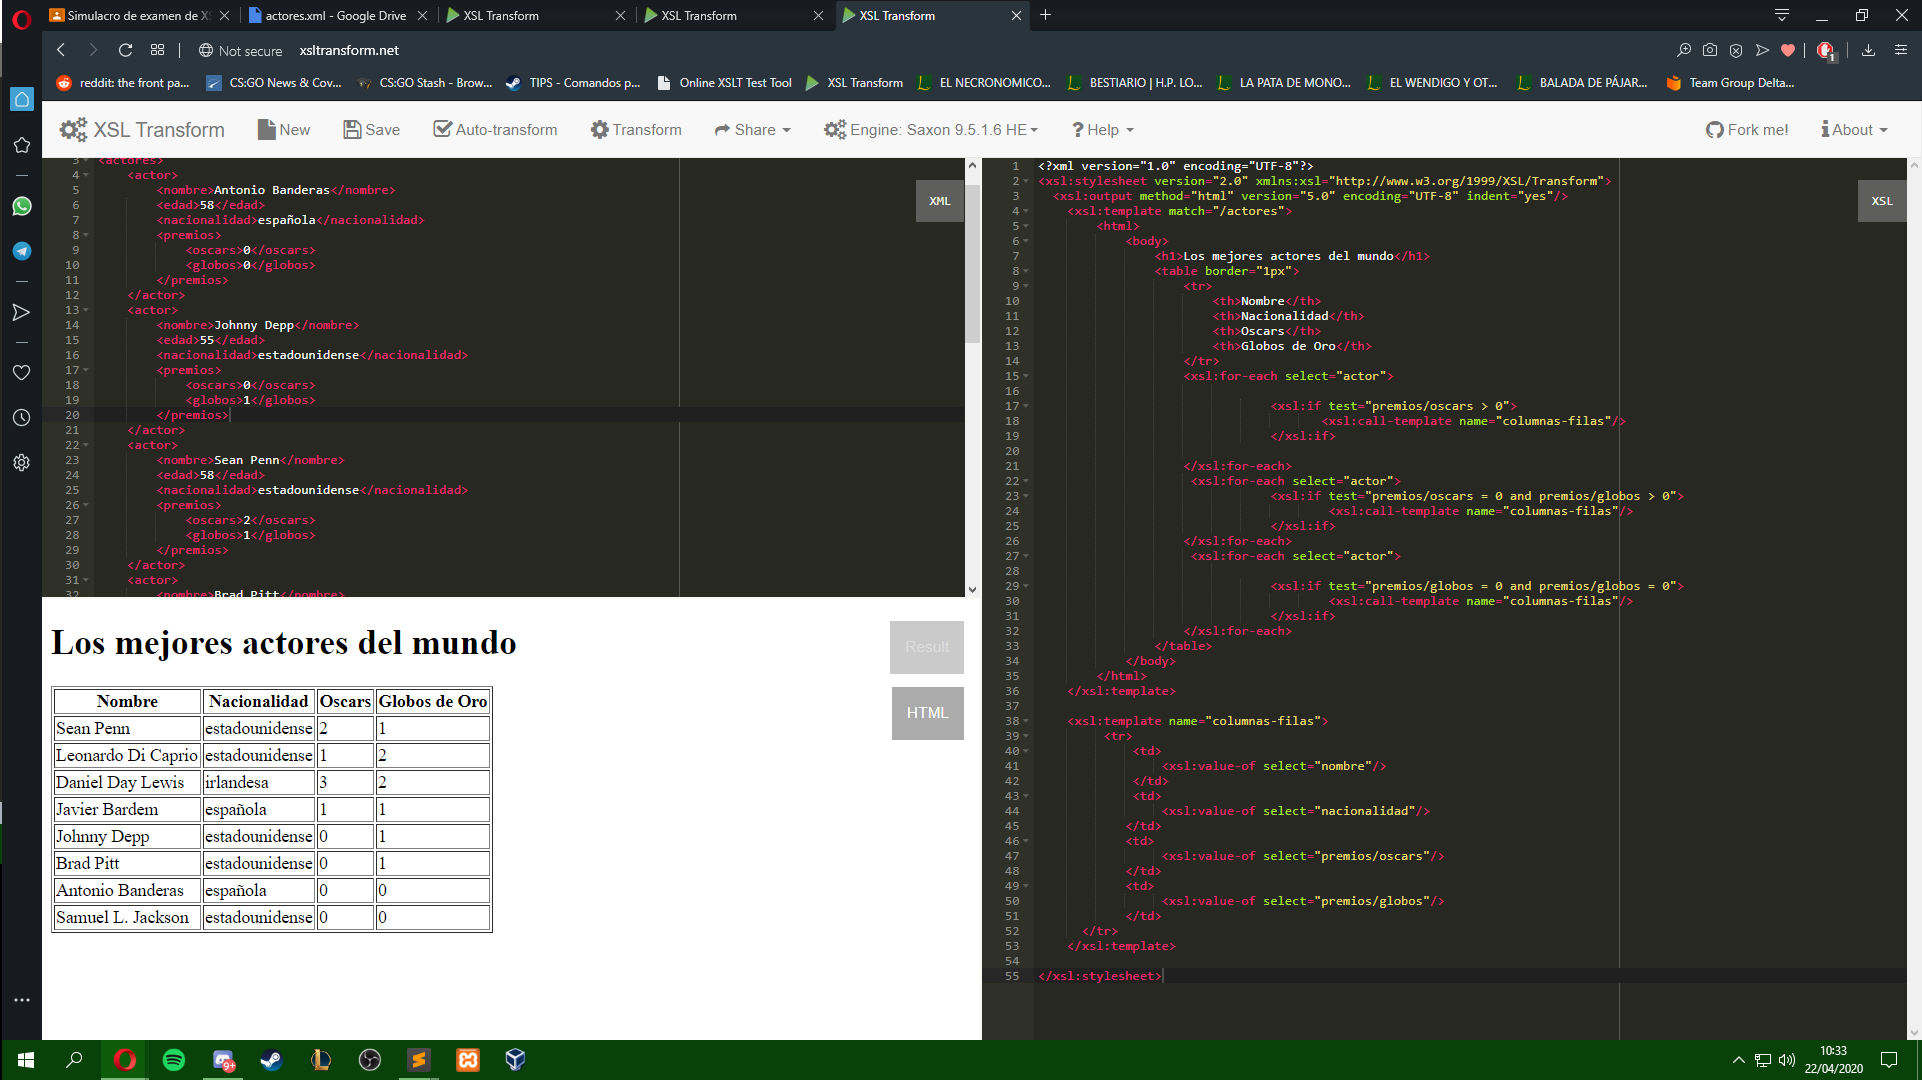 Simulacro de examen de XS
actores.xml - Google Drive
XSL Transform
XSL Transform
XSL Transform
Not secure xsltransform.net
1
reddit: the front pa...
CS:GO News & Cov...
CS:GO Stash - Brow...
TIPS - Comandos p...
Online XSLT Test Tool
XSL Transform
EL NECRONOMICO...
BESTIARIO | H.P. LO...
LA PATA DE MONO...
EL WENDIGO Y OT...
BALADA DE PÁJAR...
Team Group Delta...
XSL Transform
New
Save
Auto-transform
Transform
Share
Engine: Saxon 9.5.1.6 HE
Help
Fork me!
About
XML
3 <actores>
4 <actor>
5 <nombre>Antonio Banderas</nombre>
6 <edad>58</edad>
7 <nacionalidad>española</nacionalidad>
8 <premios>
9 <oscars>0</oscars>
10 <globos>0</globos>
11 </premios>
12 </actor>
13 <actor>
14 <nombre>Johnny Depp</nombre>
15 <edad>55</edad>
16 <nacionalidad>estadounidense</nacionalidad>
17 <premios>
18 <oscars>0</oscars>
19 <globos>1</globos>
20 </premios>
21 </actor>
22 <actor>
23 <nombre>Sean Penn</nombre>
24 <edad>58</edad>
25 <nacionalidad>estadounidense</nacionalidad>
26 <premios>
27 <oscars>2</oscars>
28 <globos>1</globos>
29 </premios>
30 </actor>
31 <actor>
32 <nombre>Brad Pitt</nombre>
Los mejores actores del mundo
Result
HTML
Nombre Nacionalidad Oscars Globos de Oro
Sean Penn estadounidense 2 1
Leonardo Di Caprio estadounidense 1 2
Daniel Day Lewis irlandesa 3 2
Javier Bardem española 1 1
Johnny Depp estadounidense 0 1
Brad Pitt estadounidense 0 1
Antonio Banderas española 0 0
Samuel L. Jackson estadounidense 0 0
XSL
1 <?xml version="1.0" encoding="UTF-8"?>
2 <xsl:stylesheet version="2.0" xmlns:xsl="http://www.w3.org/1999/XSL/Transform">
3 <xsl:output method="html" version="5.0" encoding="UTF-8" indent="yes"/>
4 <xsl:template match="/actores">
5 <html>
6 <body>
7 <h1>Los mejores actores del mundo</h1>
8 <table border="1px">
9 <tr>
10 <th>Nombre</th>
11 <th>Nacionalidad</th>
12 <th>Oscars</th>
13 <th>Globos de Oro</th>
14 </tr>
15 <xsl:for-each select="actor">
16
17 <xsl:if test="premios/oscars > 0">
18 <xsl:call-template name="columnas-filas"/>
19 </xsl:if>
20
21 </xsl:for-each>
22 <xsl:for-each select="actor">
23 <xsl:if test="premios/oscars = 0 and premios/globos > 0">
24 <xsl:call-template name="columnas-filas"/>
25 </xsl:if>
26 </xsl:for-each>
27 <xsl:for-each select="actor">
28
29 <xsl:if test="premios/globos = 0 and premios/globos = 0">
30 <xsl:call-template name="columnas-filas"/>
31 </xsl:if>
32 </xsl:for-each>
33 </table>
34 </body>
35 </html>
36 </xsl:template>
37
38 <xsl:template name="columnas-filas">
39 <tr>
40 <td>
41 <xsl:value-of select="nombre"/>
42 </td>
43 <td>
44 <xsl:value-of select="nacionalidad"/>
45 </td>
46 <td>
47 <xsl:value-of select="premios/oscars"/>
48 </td>
49 <td>
50 <xsl:value-of select="premios/globos"/>
51 </td>
52 </tr>
53 </xsl:template>
54
55 </xsl:stylesheet>
9+
10:33
22/04/2020